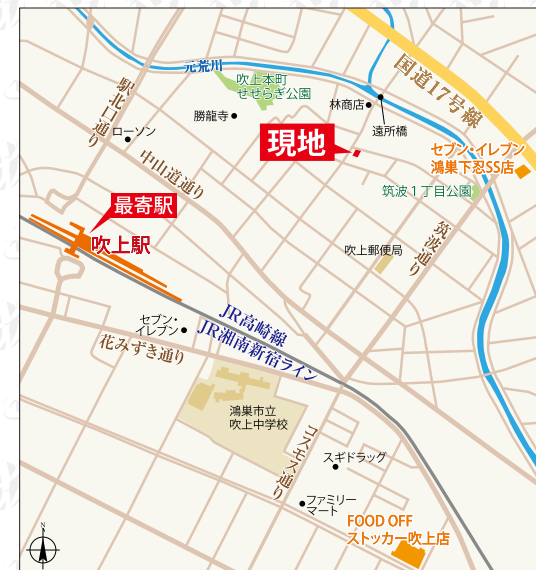 元荒川
国道17号線
吹上本町
せせらぎ公園
駅北1通り
林商店
勝龍寺
遠所橋
ローソン
現地
セブン・イレブン
鴻巣下忍SS店
中山道通り
筑波1丁目公園
最寄駅
吹上駅
筑波通り
吹上郵便局
JR高崎線
JR湘南新宿ライン
セブン・
イレブン
花みずき通り
鴻巣市立
吹上中学校
コスモス通り
スギドラッグ
ファミリー
マート
FOOD OFF
ストッカー吹上店
N